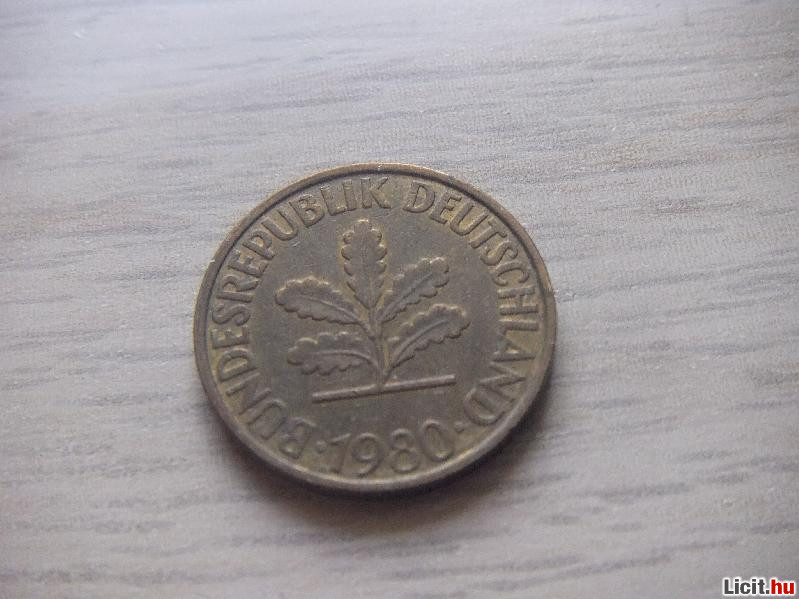 BUNDESREPUBLIK DEUTSCHLAND
·1980·
Licit.hu